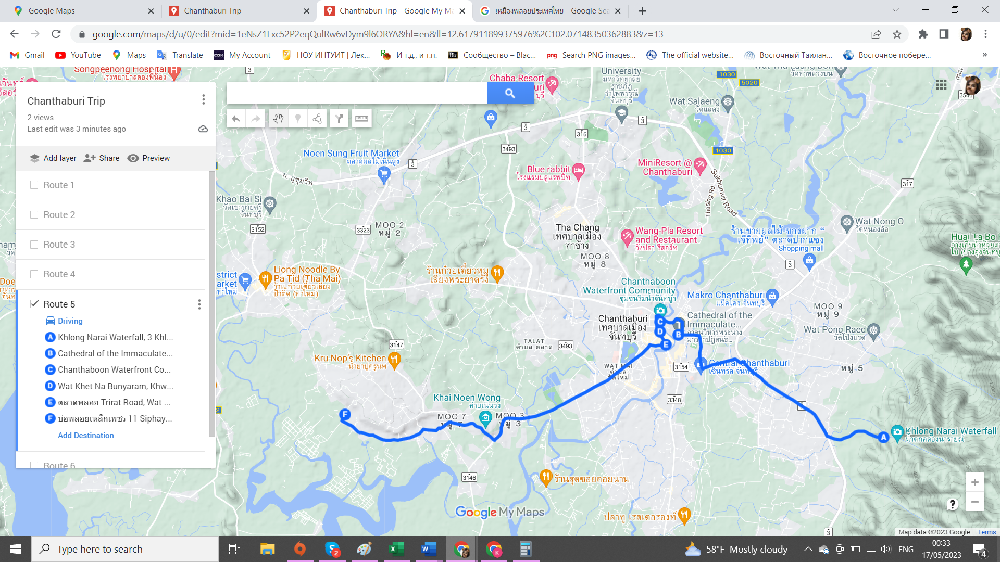 Google Maps
Chanthaburi Trip
Chanthaburi Trip - Google My M
เหมืองพลอยประเทศไทย - Google Sea
google.com/maps/d/u/0/edit?mid=1eNsZ1Fxc52P2eqQulRw6vDym9l6ORYA&hl=en&ll=12.617911899375976%2C102.07148350362883&z=13
Gmail
YouTube
Maps
Translate
My Account
НОУ ИНТУИТ | Лек...
И т.д., и т.п.
Сообщество – Blac...
Search PNG images...
The official website...
Восточный Таилан...
Восточное побере...
»
Chanthaburi Trip
2 views
Last edit was 3 minutes ago
Add layer
Share
Preview
Route 1
Route 2
Route 3
Route 4
Route 5
Driving
A Khlong Narai Waterfall, 3 Khl...
B Cathedral of the Immaculate...
C Chanthaboon Waterfront Co...
D Wat Khet Na Bunyaram, Khw...
E ตลาดพลอย Trirat Road, Wat ...
F บ่อพลอยเหล็กเพชร 11 Siphay...
Add Destination
Route 6
Songpeenong Hospital
โรงพยาบาลสองพี่น้อง
3
Chaba Resort
University
มหาวิทยาลัย
ราชภัฏ
รำไพพรรณี
จันทบุรี
1030
5020
วัดท่าหลวงบน
3546
Wat Salaeng
วัดแสลง
3
3
316
3493
1030
Noen Sung Fruit Market
ตลาดผลไม้เนินสูง
3
ถ. สุขุมวิท
Blue rabbit
โรงแรมบลูแรพบิท
MiniResort @
Chanthaburi
Sukhumvit Road
Thasing Rd
317
Khao Bai Si
วัดเขาบายศรี
จันทบุรี
3152
3323
MOO 2
หมู่ 2
Tha Chang
เทศบาลเมือง
ท่าช้าง
MOO 8
หมู่ 8
Wang-Pla Resort
and Restaurant
วังปลา รีสอร์ท
ร้านขายผลไม้-ของฝาก “
เจ๊ทิพย์” ตลาดปากแซง
Shopping mall
Wat Nong O
วัดหนองอ้อ
Huai Ta Bo
3
Liong Noodle By
Pa Tid (Tha Mai)
ร้าน ก๋วยเตี๋ยวเลียง
ป้าติ๊ด (ท่าใหม่)
ร้านก๋วยเตี๋ยวหมู
เลียงพระยาตรัง
Chanthaboon
Waterfront Community
ชุมชนริมน้ำจันทบูร
Makro Chanthaburi
แม็คโคร จันทบุรี
MOO 9
หมู่ 9
Chanthaburi
เทศบาลเมือง
จันทบุรี
Cathedral of the
Immaculate...
อาสนวิหารพระนาง
มารีอาปฏิสนธิ...
Wat Pong Raed
วัดโป่งแรด
C
D
B
E
TALAT
ตำบล ตลาด
3493
3147
Kru Nop's Kitchen
น้ำยาปูครูนพ
WAT MAI
ตำบล
วัดใหม่
3154
Central Chanthaburi
เซ็นทรัล จันทบุรี
หมู่ 5
Khai Noen Wong
ค่ายเนินวง
3348
F
MOO 7
หมู่ 7
MOO 3
หมู่ 3
A
Khlong Narai Waterfall
น้ำตกคลองนารายณ์
3146
ร้านสุดซอยคอยนาน
Google My Maps
ปลาทู เรสเตอรองท์
3
Map data ©2023 Google
Terms
Type here to search
2
58°F Mostly cloudy
ENG
00:33
17/05/2023
4